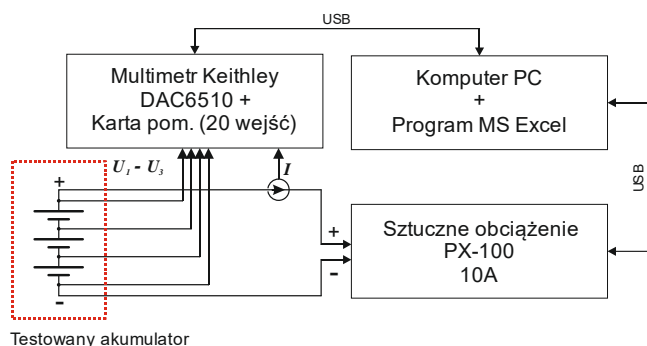 USB
Multimetr Keithley
DAC6510 +
Karta pom. (20 wejść)
Komputer PC
+
Program MS Excel
U1 - U3
I
+
USB
+
-
Sztuczne obciążenie
PX-100
10A
-
Testowany akumulator